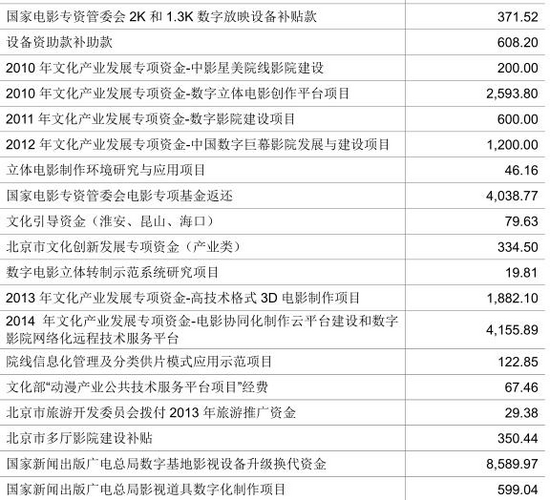 国家电影专资管委会 2K 和 1.3K 数字放映设备补贴款 371.52
设备资助款补助款 608.20
2010 年文化产业发展专项资金-中影星美院线影院建设 200.00
2010 年文化产业发展专项资金-数字立体电影创作平台项目 2,593.80
2011 年文化产业发展专项资金-数字影院建设项目 600.00
2012 年文化产业发展专项资金-中国数字巨幕影院发展与建设项目 1,200.00
立体电影制作环境研究与应用项目 46.16
国家电影专资管委会电影专项基金返还 4,038.77
文化引导资金（淮安、昆山、海口） 79.63
北京市文化创新发展专项资金（产业类） 334.50
数字电影立体转制示范系统研究项目 19.81
2013 年文化产业发展专项资金-高技术格式 3D 电影制作项目 1,882.10
2014 年文化产业发展专项资金-电影协同化制作云平台建设和数字
影院网络化远程技术服务平台 4,155.89
院线信息化管理及分类供片模式应用示范项目 122.85
文化部“动漫产业公共技术服务平台项目”经费 67.46
北京市旅游开发委员会拨付 2013 年旅游推广资金 29.38
北京市多厅影院建设补贴 350.44
国家新闻出版广电总局数字基地影视设备升级换代资金 8,589.97
国家新闻出版广电总局影视道具数字化制作项目 599.04